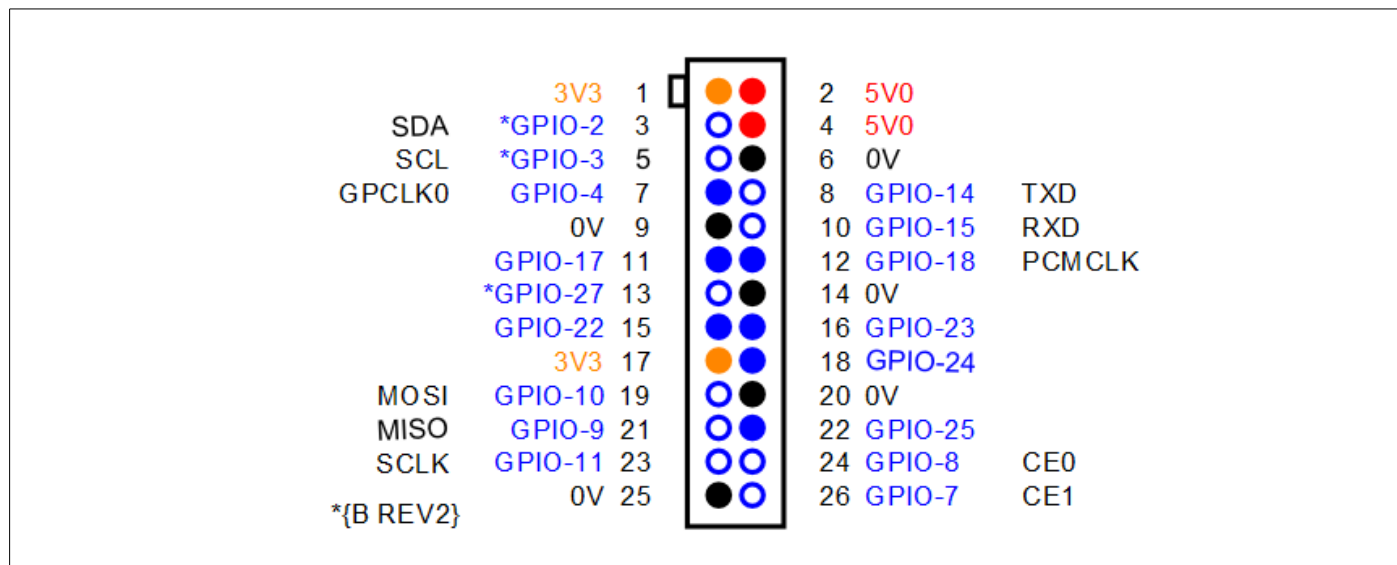 3V3 1 2 5V0
SDA *GPIO-2 3 4 5V0
SCL *GPIO-3 5 6 0V
GPCLK0 GPIO-4 7 8 GPIO-14 TXD
0V 9 10 GPIO-15 RXD
GPIO-17 11 12 GPIO-18 PCMCLK
*GPIO-27 13 14 0V
GPIO-22 15 16 GPIO-23
3V3 17 18 GPIO-24
MOSI GPIO-10 19 20 0V
MISO GPIO-9 21 22 GPIO-25
SCLK GPIO-11 23 24 GPIO-8 CE0
0V 25 26 GPIO-7 CE1
*{B REV2}